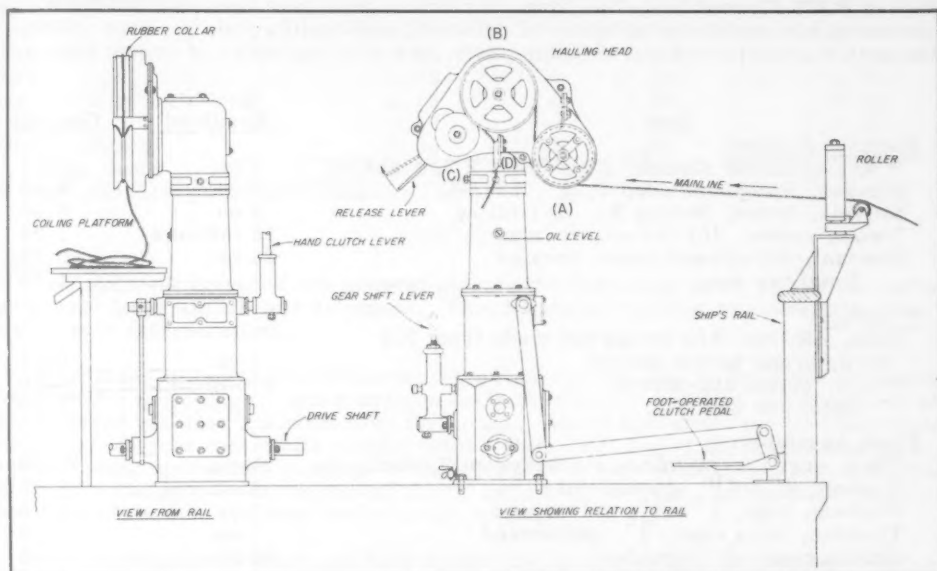 RUBBER COLLAR
(B)
HAULING HEAD
ROLLER
(D)
(C)
MAINLINE
RELEASE LEVER
(A)
COILING PLATFORM
HAND CLUTCH LEVER
OIL LEVEL
GEAR SHIFT LEVER
SHIP'S RAIL
FOOT-OPERATED
CLUTCH PEDAL
DRIVE SHAFT
VIEW FROM RAIL
VIEW SHOWING RELATION TO RAIL